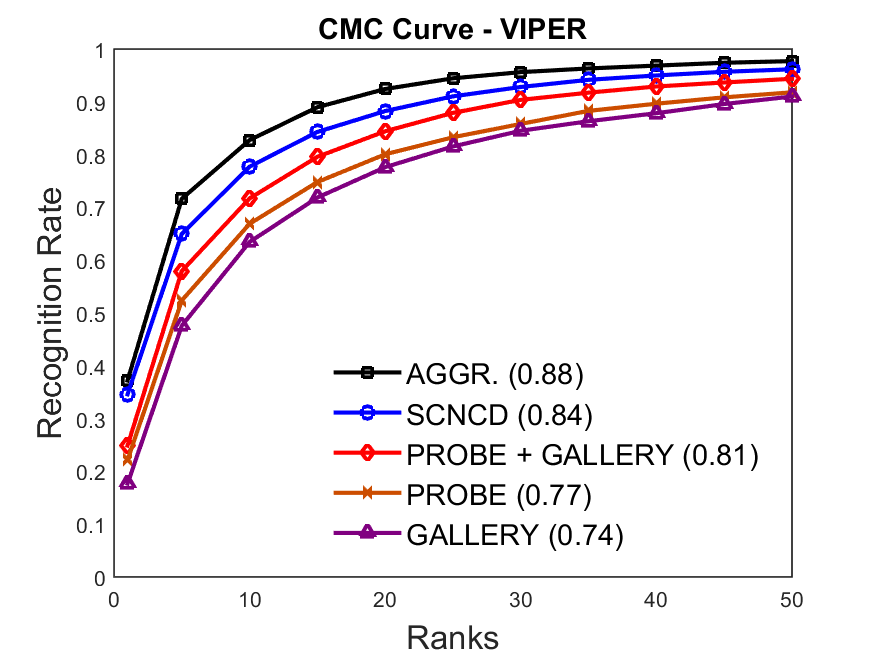 CMC Curve - VIPER
Recognition Rate
1
0.9
0.8
0.7
0.6
0.5
0.4
0.3
0.2
0.1
0
AGGR. (0.88)
SCNCD (0.84)
PROBE + GALLERY (0.81)
PROBE (0.77)
GALLERY (0.74)
0 10 20 30 40 50
Ranks